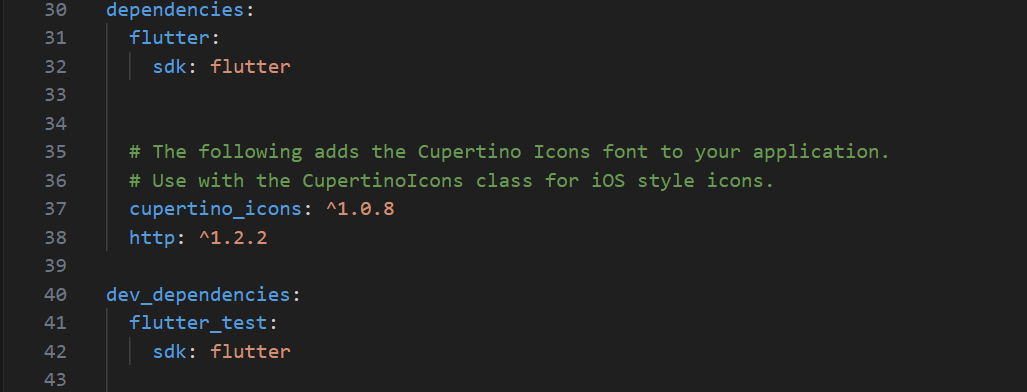 30 dependencies:
31   flutter:
32     sdk: flutter
33
34
35   # The following adds the Cupertino Icons font to your application.
36   # Use with the CupertinoIcons class for iOS style icons.
37   cupertino_icons: ^1.0.8
38   http: ^1.2.2
39
40 dev_dependencies:
41   flutter_test:
42     sdk: flutter
43